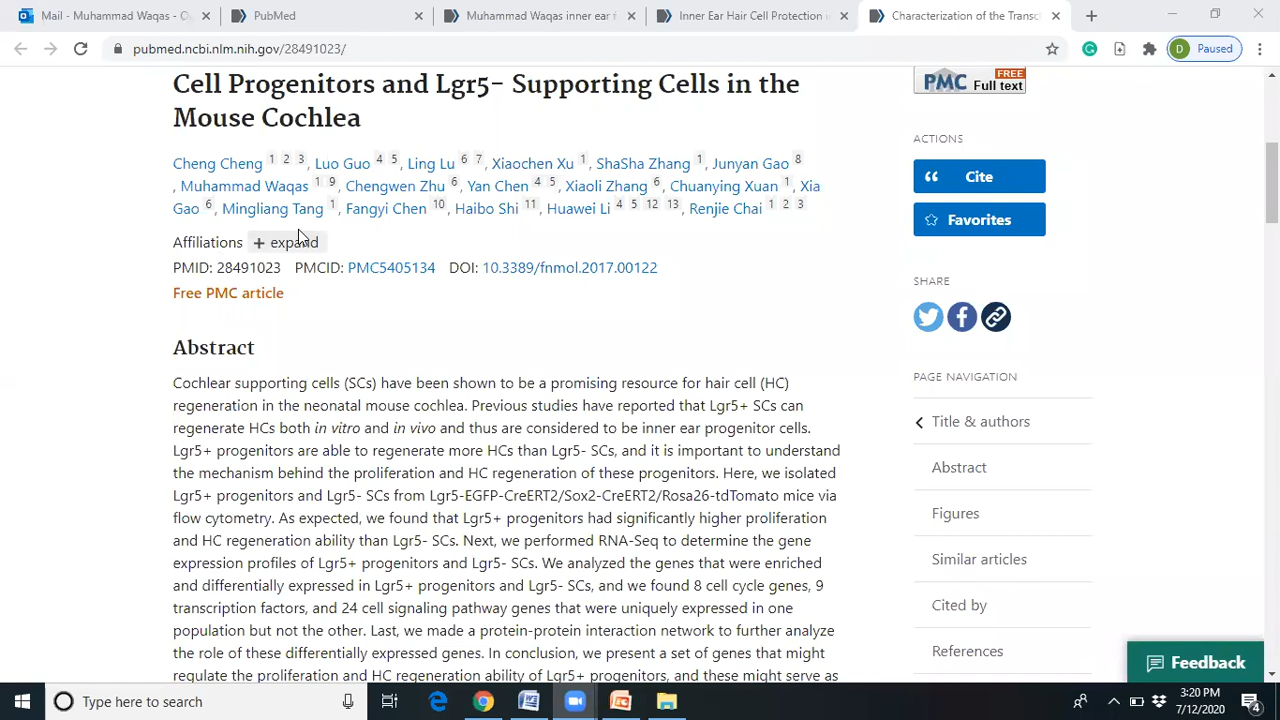 Mail - Muhammad Waqas - O
PubMed
Muhammad Waqas inner ear
Inner Ear Hair Cell Protection i
Characterization of the Transc
pubmed.ncbi.nlm.nih.gov/28491023/
D Paused
Cell Progenitors and Lgr5- Supporting Cells in the
Mouse Cochlea
Cheng Cheng 1 2 3, Luo Guo 4 5, Ling Lu 6 7, Xiaochen Xu 1, ShaSha Zhang 1, Junyan Gao 8
, Muhammad Waqas 1 9, Chengwen Zhu 6, Yan Chen 4 5, Xiaoli Zhang 6, Chuanying Xuan 1, Xia
Gao 6, Mingliang Tang 1, Fangyi Chen 10, Haibo Shi 11, Huawei Li 4 5 12 13, Renjie Chai 1 2 3
Affiliations + expand
PMID: 28491023 PMCID: PMC5405134 DOI: 10.3389/fnmol.2017.00122
Free PMC article
Abstract
Cochlear supporting cells (SCs) have been shown to be a promising resource for hair cell (HC)
regeneration in the neonatal mouse cochlea. Previous studies have reported that Lgr5+ SCs can
regenerate HCs both in vitro and in vivo and thus are considered to be inner ear progenitor cells.
Lgr5+ progenitors are able to regenerate more HCs than Lgr5- SCs, and it is important to understand
the mechanism behind the proliferation and HC regeneration of these progenitors. Here, we isolated
Lgr5+ progenitors and Lgr5- SCs from Lgr5-EGFP-CreERT2/Sox2-CreERT2/Rosa26-tdTomato mice via
flow cytometry. As expected, we found that Lgr5+ progenitors had significantly higher proliferation
and HC regeneration ability than Lgr5- SCs. Next, we performed RNA-Seq to determine the gene
expression profiles of Lgr5+ progenitors and Lgr5- SCs. We analyzed the genes that were enriched
and differentially expressed in Lgr5+ progenitors and Lgr5- SCs, and we found 8 cell cycle genes, 9
transcription factors, and 24 cell signaling pathway genes that were uniquely expressed in one
population but not the other. Last, we made a protein-protein interaction network to further analyze
the role of these differentially expressed genes. In conclusion, we present a set of genes that might
regulate the proliferation and HC regeneration ability of Lgr5+ progenitors, and these might serve as
PMC FREE Full text
ACTIONS
Cite
Favorites
SHARE
PAGE NAVIGATION
Title & authors
Abstract
Figures
Similar articles
Cited by
References
Feedback
Type here to search
3:20 PM
7/12/2020
4